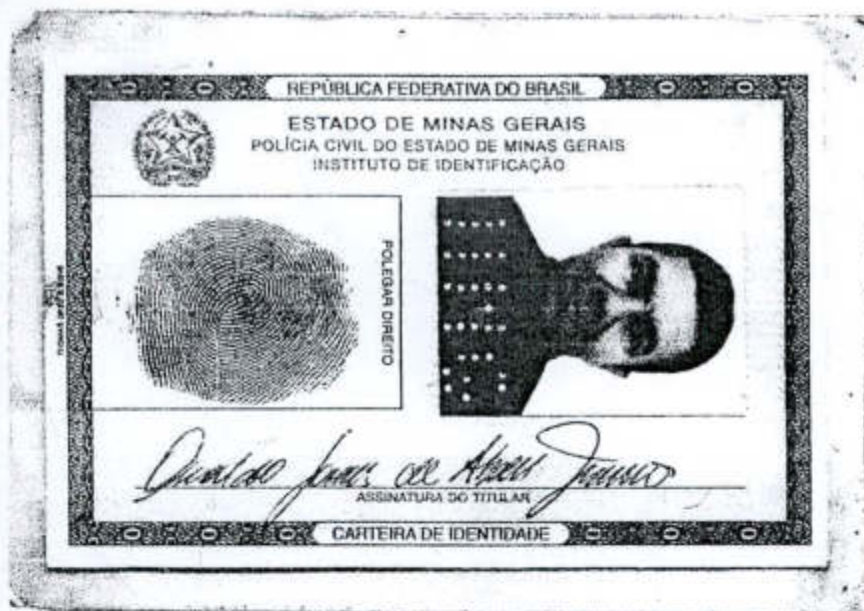 REPÚBLICA FEDERATIVA DO BRASIL
ESTADO DE MINAS GERAIS
POLÍCIA CIVIL DO ESTADO DE MINAS GERAIS
INSTITUTO DE IDENTIFICAÇÃO
POLEGAR DIREITO
de
ASSINATURA DO TITULAR
CARTEIRA DE IDENTIDADE